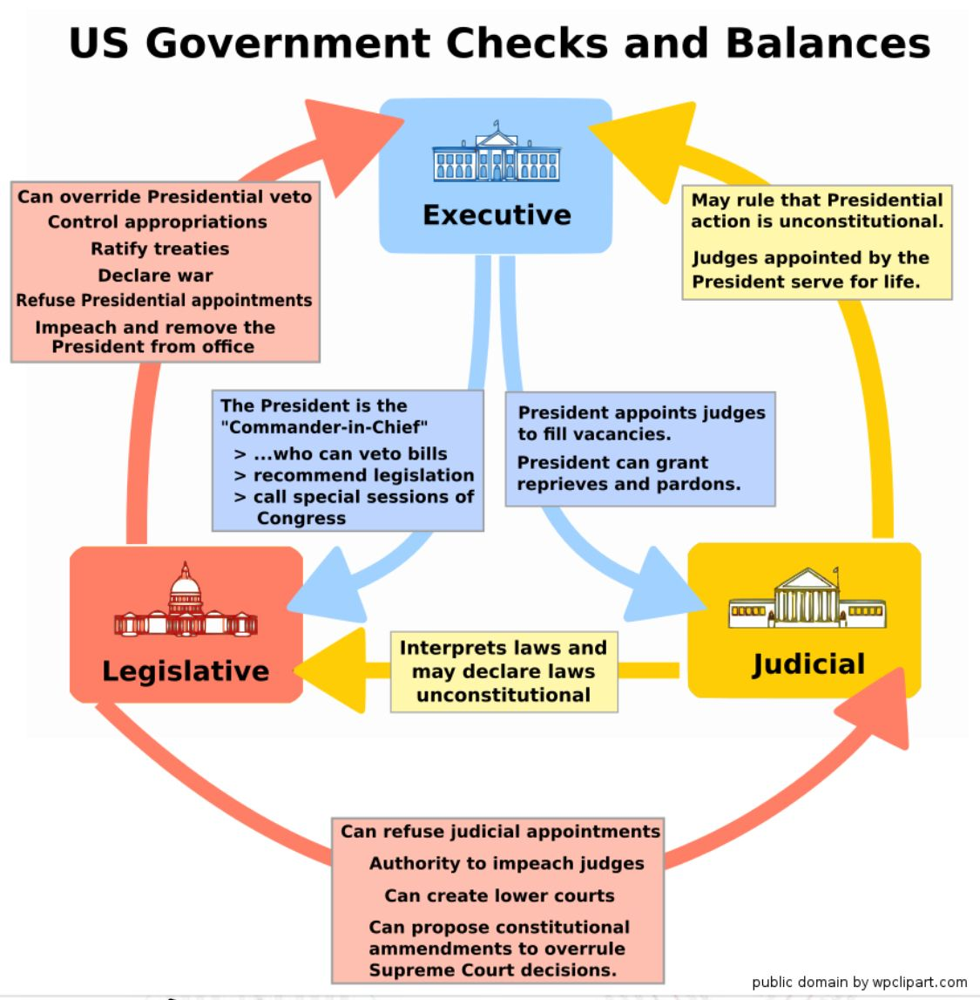 US Government Checks and Balances
Executive
Can override Presidential veto
Control appropriations
Ratify treaties
Declare war
Refuse Presidential appointments
Impeach and remove the
President from office
May rule that Presidential
action is unconstitutional.
Judges appointed by the
President serve for life.
The President is the
"Commander-in-Chief"
> ...who can veto bills
> recommend legislation
> call special sessions of
Congress
President appoints judges
to fill vacancies.
President can grant
reprieves and pardons.
Legislative
Interprets laws and
may declare laws
unconstitutional
Judicial
Can refuse judicial appointments
Authority to impeach judges
Can create lower courts
Can propose constitutional
ammendments to overrule
Supreme Court decisions.
public domain by wpclipart.com